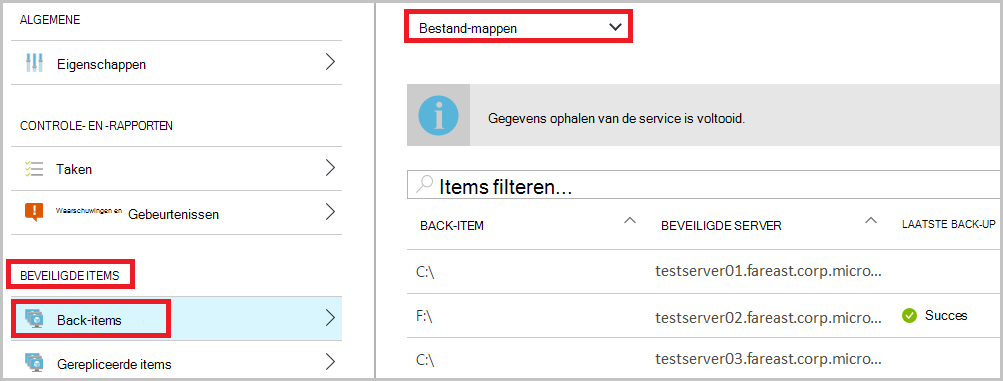 ALGEMENE
Eigenschappen
CONTROLE- EN -RAPPORTEN
Taken
Waarschuwingen en Gebeurtenissen
BEVEILIGDE ITEMS
Back-items
Gerepliceerde items
Bestand-mappen
Gegevens ophalen van de service is voltooid.
Items filteren...
BACK-ITEM BEVEILIGDE SERVER LAATSTE BACK-UP
C:\ testserver01.fareast.corp.micro...
F:\ testserver02.fareast.corp.micro... Succes
C:\ testserver03.fareast.corp.micro...